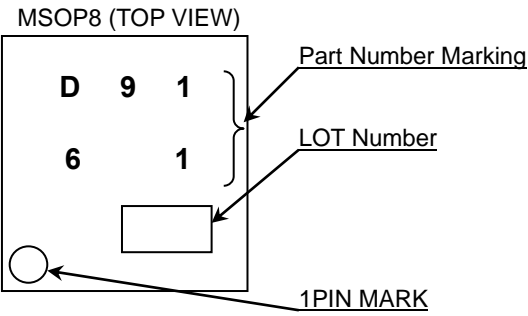 MSOP8 (TOP VIEW)
Part Number Marking
D 9 1
LOT Number
6 1
1PIN MARK